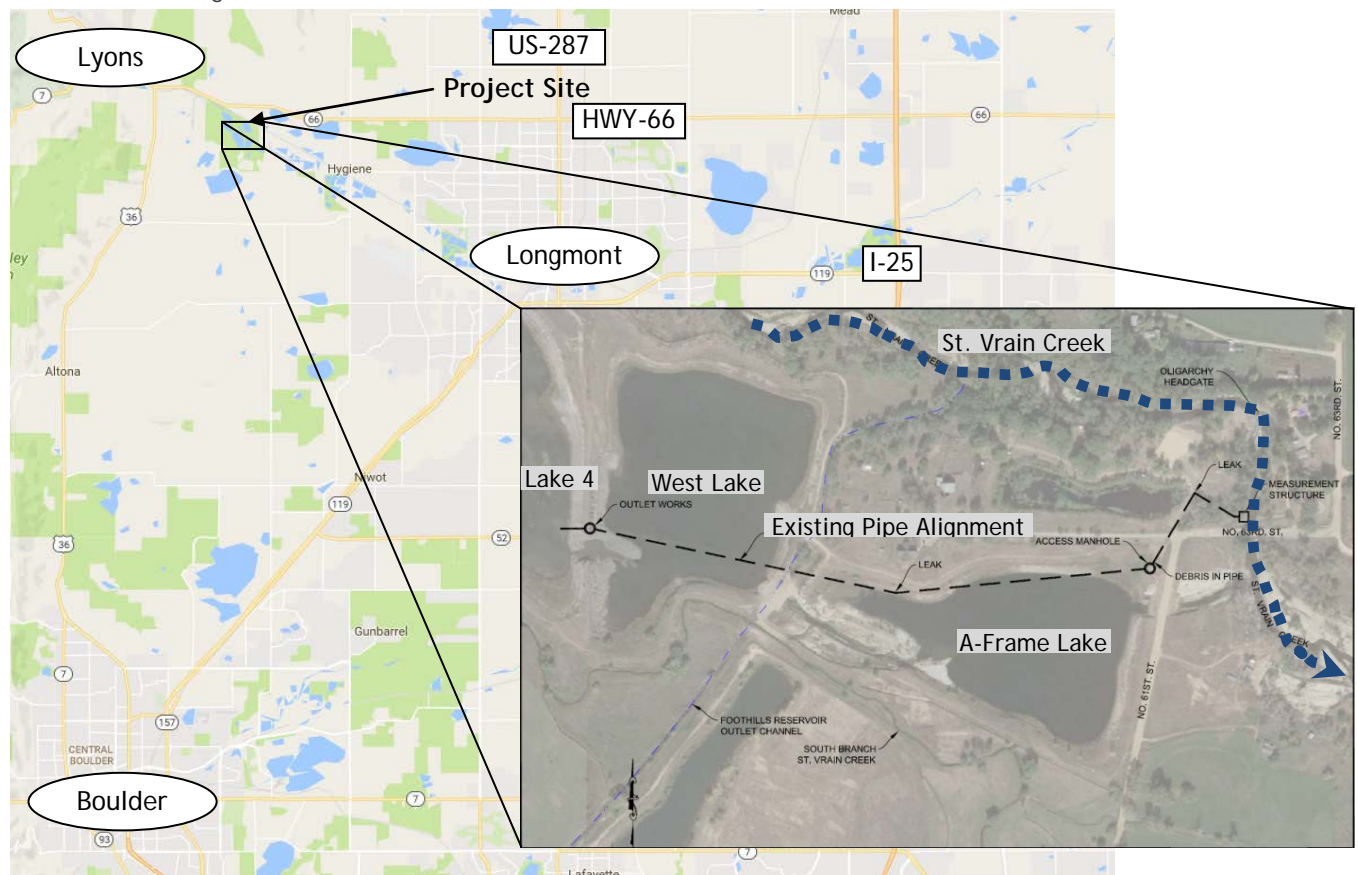 Mead
Lyons
US-287
7
Project Site
66
HWY-66
66
Hygiene
36
Longmont
119
I-25
ley
St. Vrain Creek
OLIGARCHY
HEADGATE
NO. 63RD. ST.
Altona
LEAK
Lake 4
West Lake
MEASUREMENT
STRUCTURE
OUTLET WORKS
Niwot
119
Existing Pipe Alignment
ACCESS MANHOLE
NO. 63RD. ST.
52
36
LEAK
DEBRIS IN PIPE
ST. VRAIN CREEK
Gunbarrel
A-Frame Lake
7
NO. 61ST. ST.
157
FOOTHILLS RESERVOIR
OUTLET CHANNEL
CENTRAL
BOULDER
SOUTH BRANCH
ST. VRAIN CREEK
Boulder
7
93
7
Lafayette